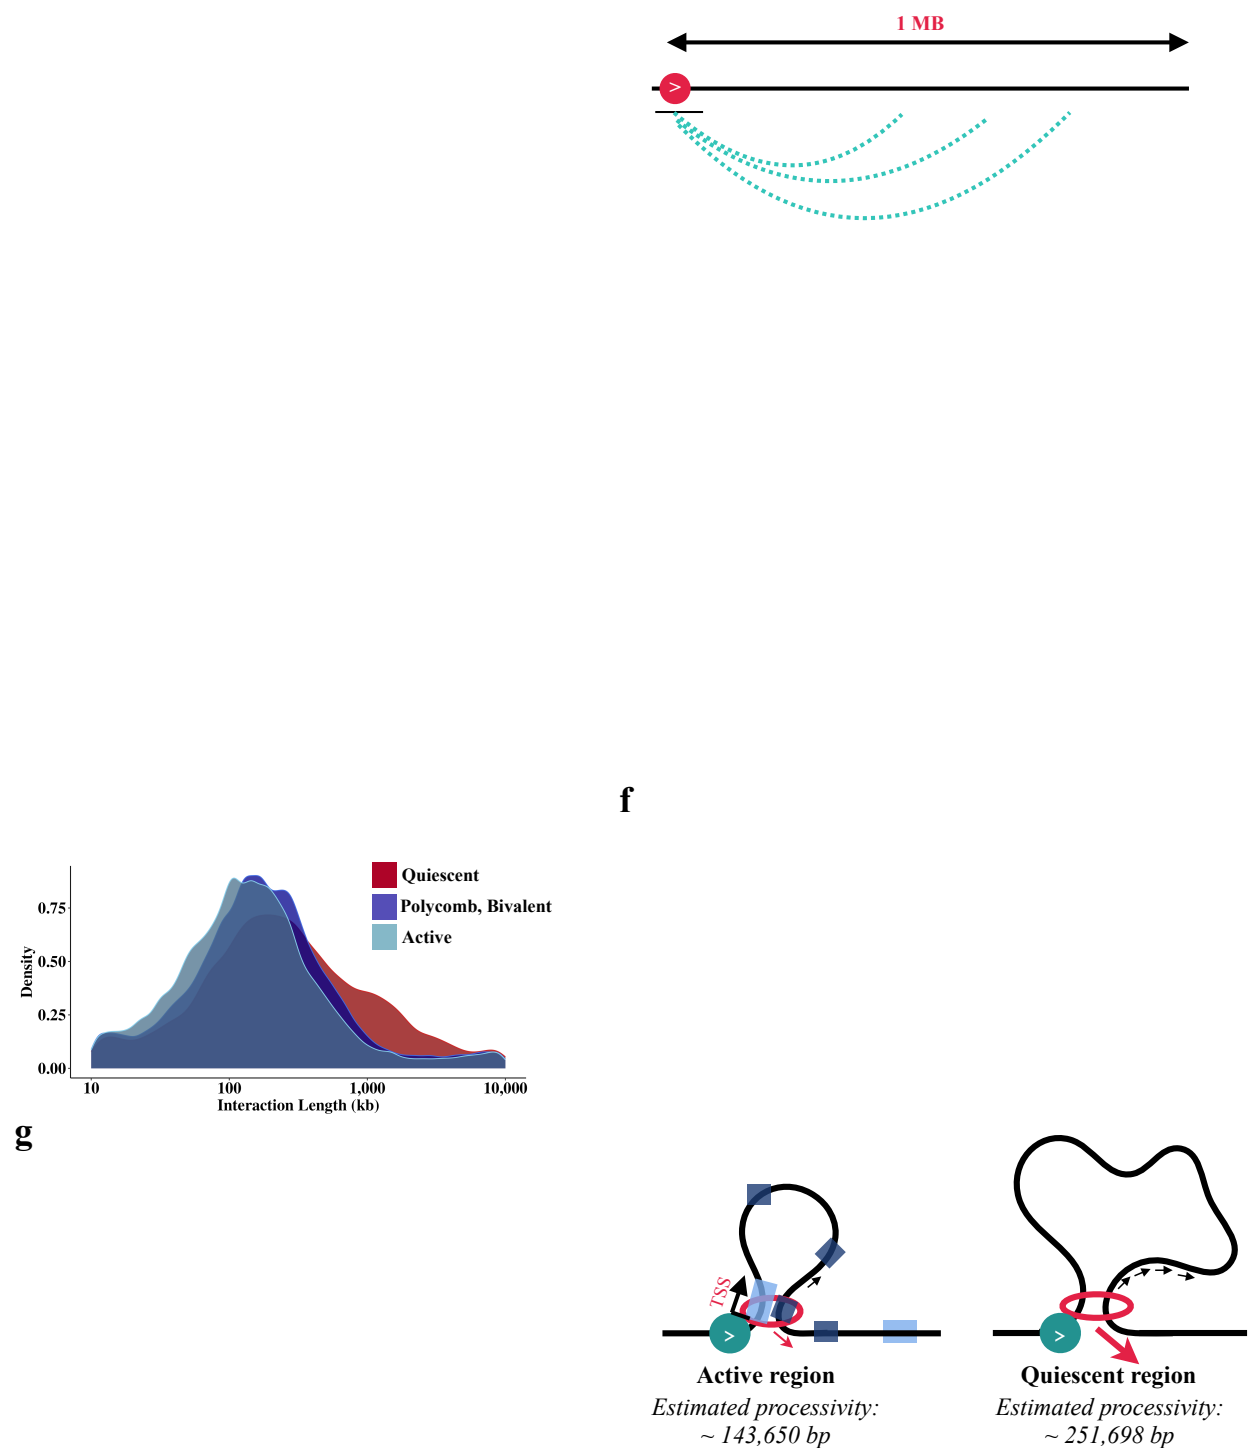 1 MB
>
f
Quiescent
Polycomb, Bivalent
Active
0.75
0.50
0.25
0.00
Density
10 100 1,000 10,000
Interaction Length (kb)
g
TSS
>
>
Active region
Quiescent region
Estimated processivity:
~ 143,650 bp
Estimated processivity:
~ 251,698 bp